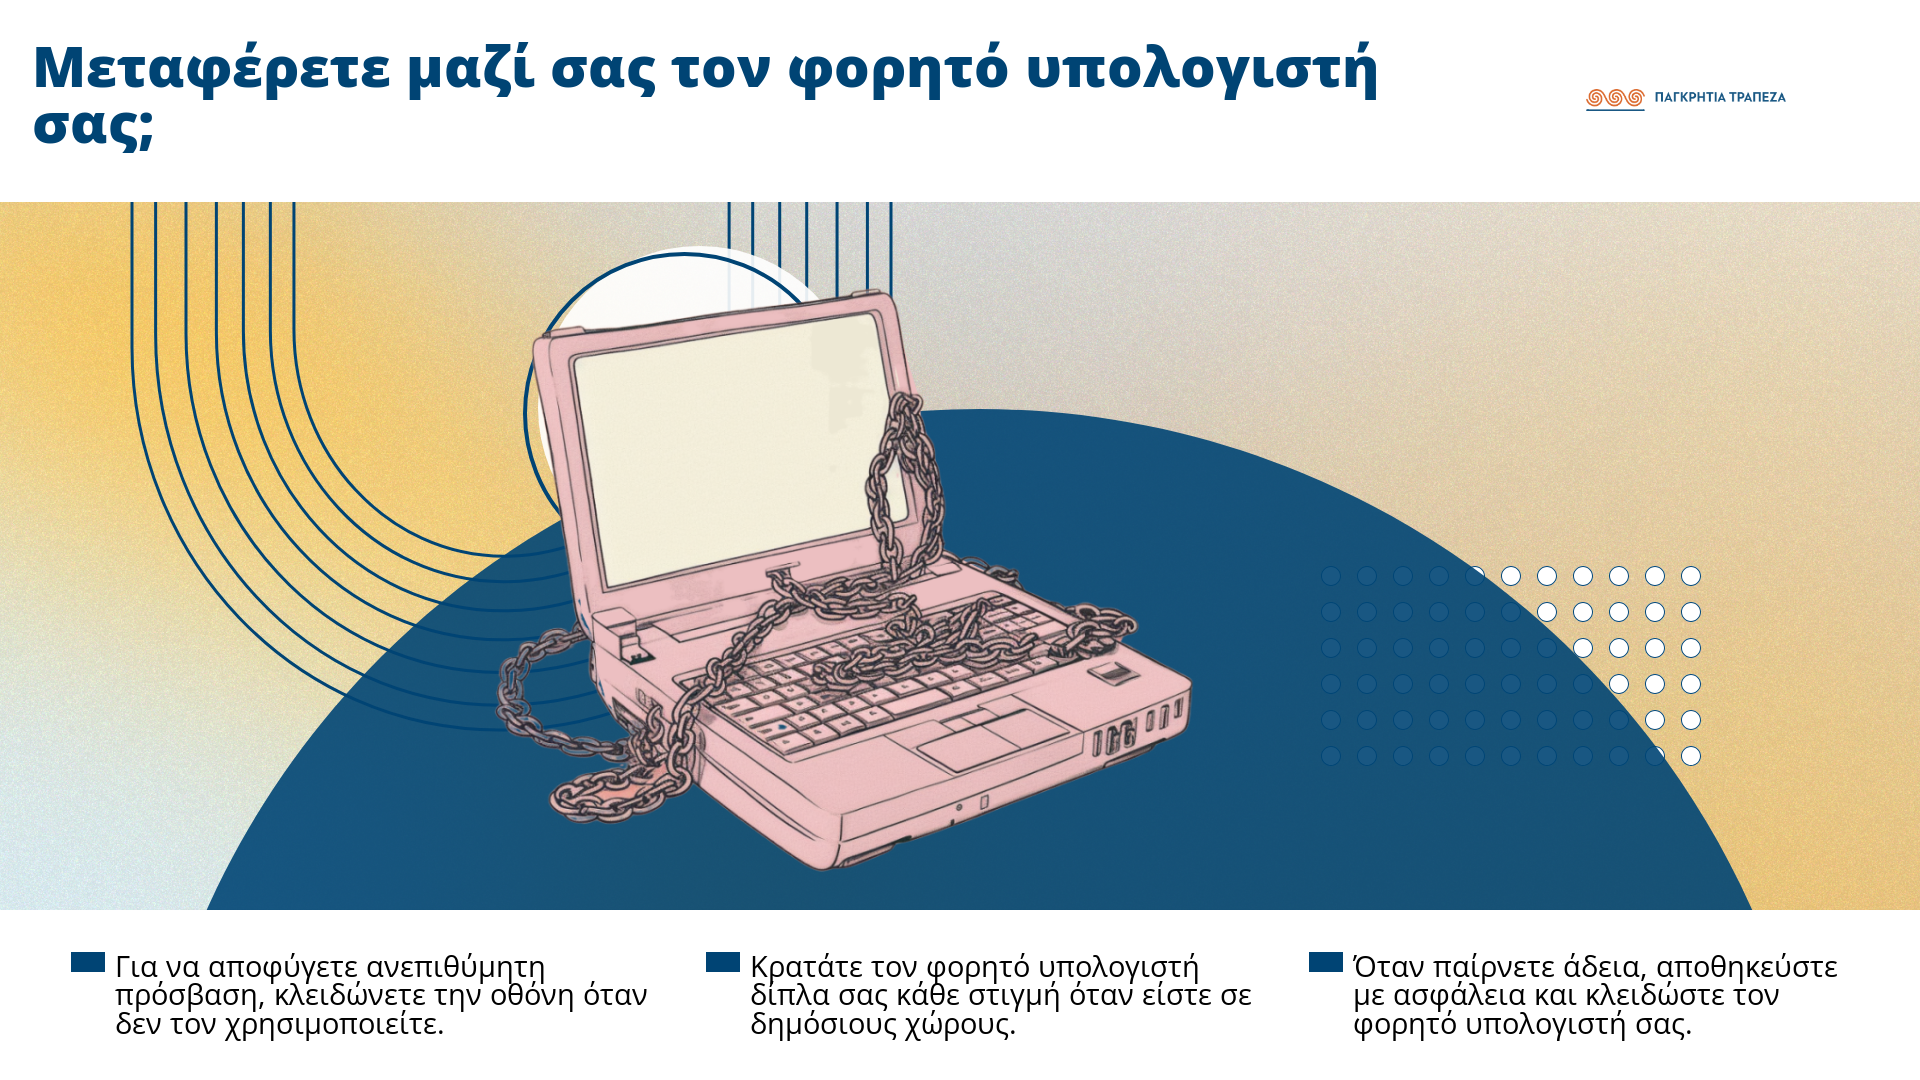 Μεταφέρετε μαζί σας τον φορητό υπολογιστή
σας;
ΠΑΓΚΡΗΤΙΑ ΤΡΑΠΕΖΑ
Για να αποφύγετε ανεπιθύμητη
πρόσβαση, κλειδώνετε την οθόνη όταν
δεν τον χρησιμοποιείτε.
Κρατάτε τον φορητό υπολογιστή
δίπλα σας κάθε στιγμή όταν είστε σε
δημόσιους χώρους.
Όταν παίρνετε άδεια, αποθηκεύστε
με ασφάλεια και κλειδώστε τον
φορητό υπολογιστή σας.